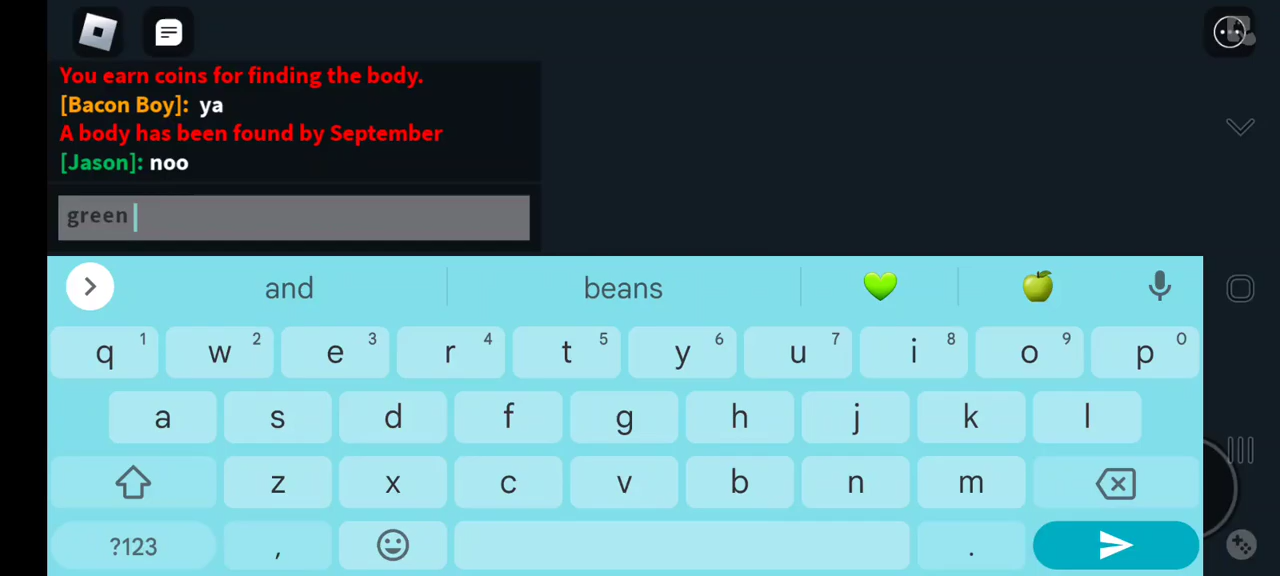 You earn coins for finding the body.
[Bacon Boy]: ya
A body has been found by September
[Jason]: noo
green
and beans
q 1 w 2 e 3 r 4 t 5 y 6 u 7 i 8 o 9 p 0
a s d f g h j k l
z x c v b n m
?123 , .